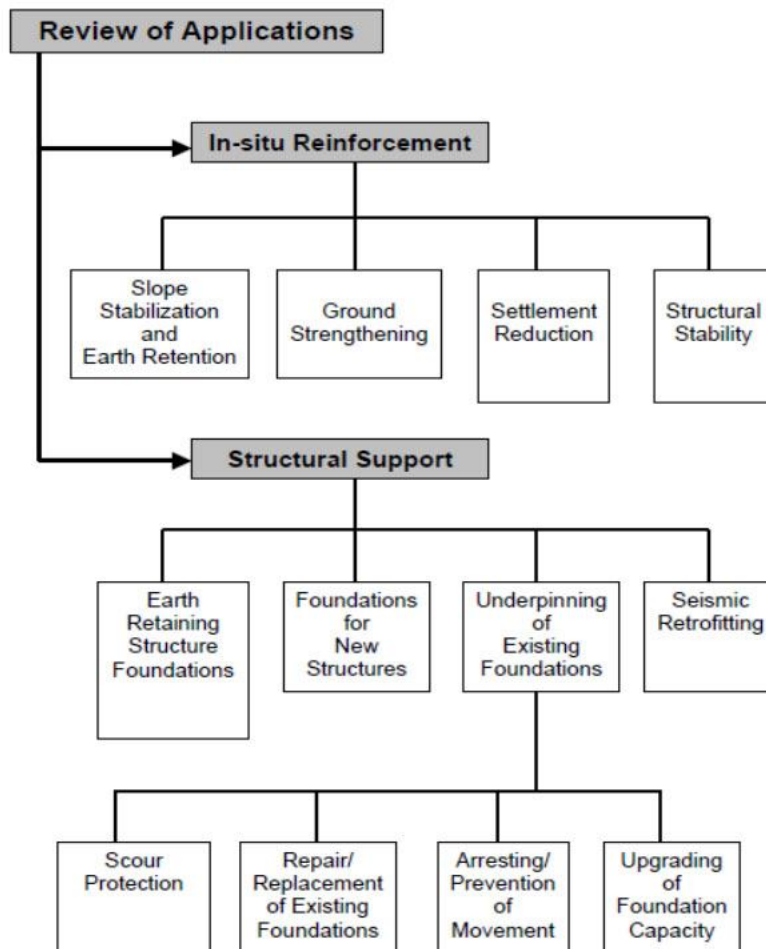 Review of Applications
In-situ Reinforcement
Slope
Stabilization
and
Earth Retention
Ground
Strengthening
Settlement
Reduction
Structural
Stability
Structural Support
Earth
Retaining
Structure
Foundations
Foundations
for
New
Structures
Underpinning
of
Existing
Foundations
Seismic
Retrofitting
Scour
Protection
Repair/
Replacement
of Existing
Foundations
Arresting/
Prevention
of
Movement
Upgrading
of
Foundation
Capacity